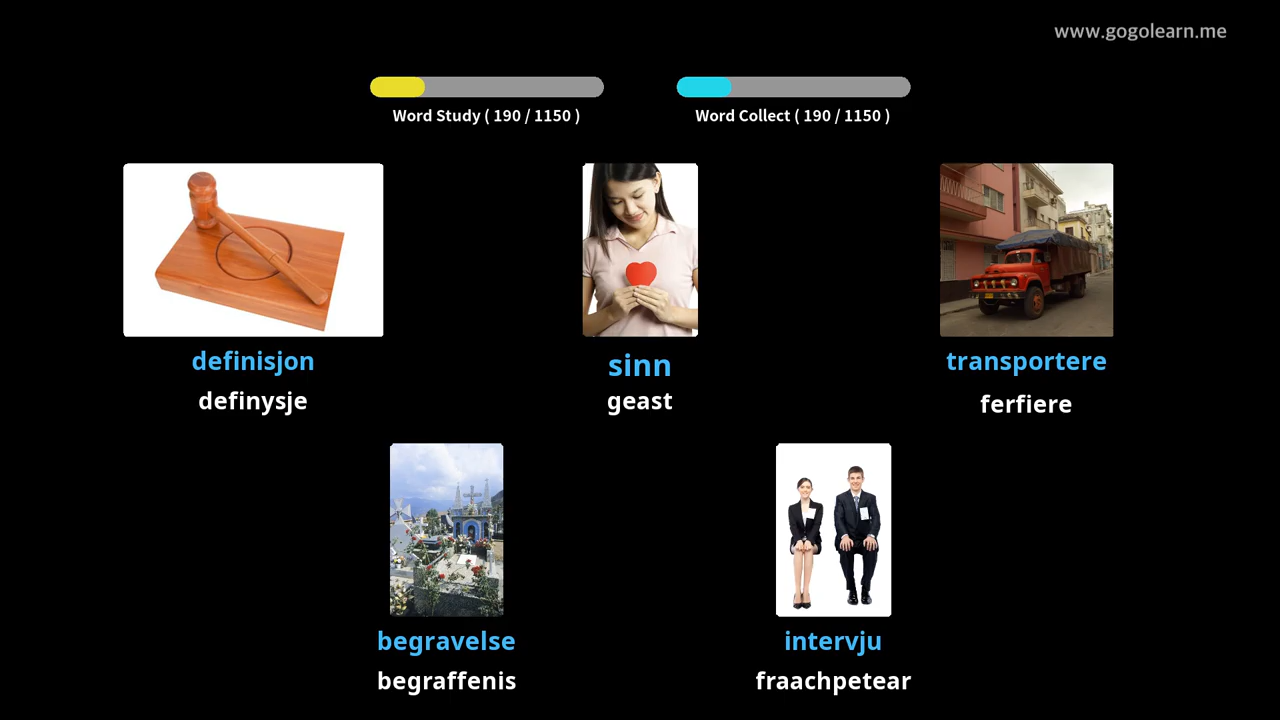 www.gogolearn.me
Word Study ( 190 / 1150 )
Word Collect ( 190 / 1150 )
definisjon
definysje
sinn
geast
transportere
ferfiere
begravelse
begraffenis
intervju
fraachpetear